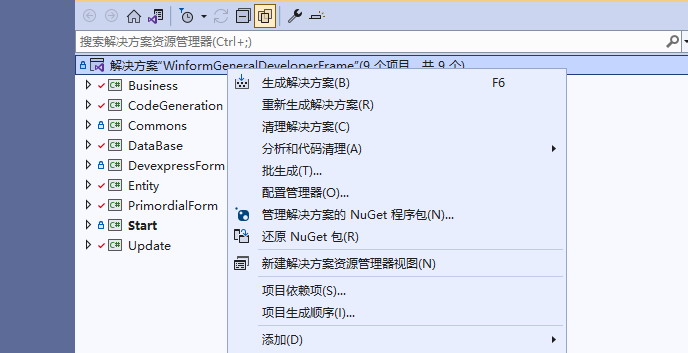 搜索解决方案资源管理器(Ctrl+;)
解决方案“WinformGeneralDeveloperFrame”(9 个项目，共 9 个)
Business
CodeGeneration
Commons
DataBase
DevexpressForm
Entity
PrimordialForm
Start
Update
生成解决方案(B) F6
重新生成解决方案(R)
清理解决方案(C)
分析和代码清理(A)
批生成(T)...
配置管理器(O)...
管理解决方案的 NuGet 程序包(N)...
还原 NuGet 包(R)
新建解决方案资源管理器视图(N)
项目依赖项(S)...
项目生成顺序(I)...
添加(D)